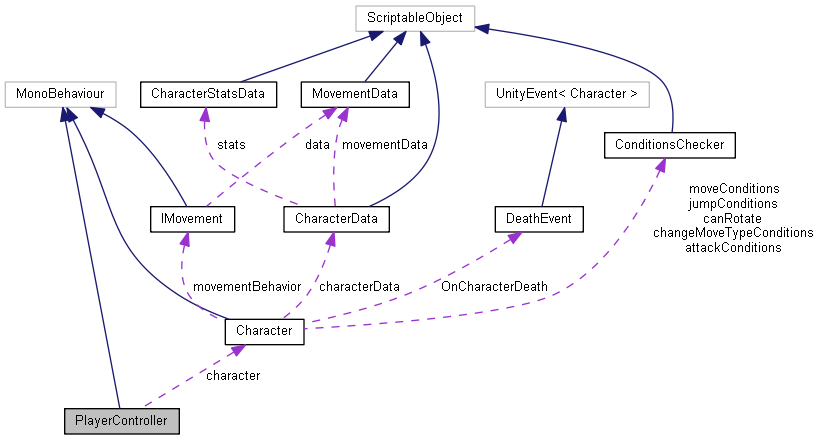 ScriptableObject
MonoBehaviour
CharacterStatsData
MovementData
UnityEvent< Character >
stats
data
movementData
ConditionsChecker
moveConditions
jumpConditions
canRotate
changeMoveTypeConditions
attackConditions
IMovement
CharacterData
DeathEvent
movementBehavior
characterData
OnCharacterDeath
Character
character
PlayerController